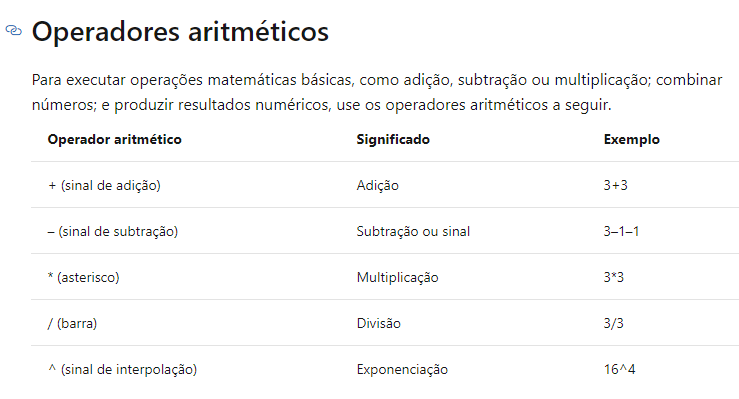 Operadores aritméticos
Para executar operações matemáticas básicas, como adição, subtração ou multiplicação; combinar
números; e produzir resultados numéricos, use os operadores aritméticos a seguir.
Operador aritmético Significado Exemplo
+ (sinal de adição) Adição 3+3
– (sinal de subtração) Subtração ou sinal 3–1–1
* (asterisco) Multiplicação 3*3
/ (barra) Divisão 3/3
^ (sinal de interpolação) Exponenciação 16^4